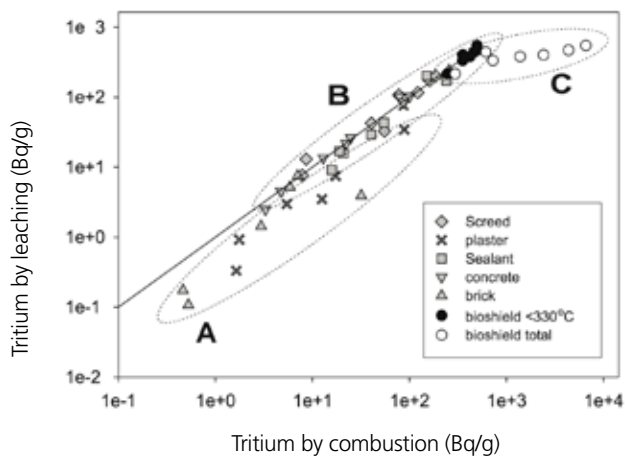 Tritium by leaching (Bq/g)
1e 3
1e+2
1e+1
1e+0
1e-1
1e-2
B
C
A
Screed
plaster
Sealant
concrete
brick
bioshield <330°C
bioshield total
1e-1
1e+0
1e+1
1e+2
1e+3
1e+4
Tritium by combustion (Bq/g)